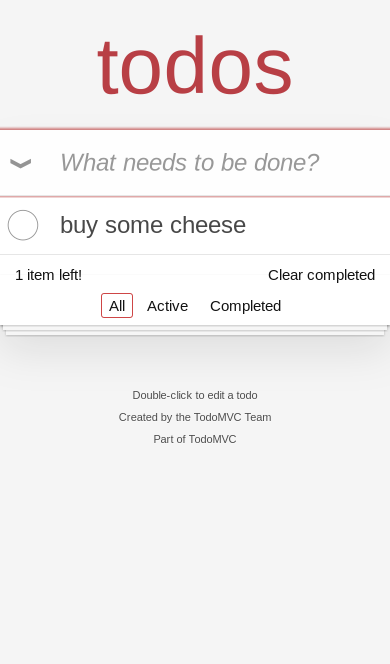 todos
What needs to be done?
buy some cheese
1 item left!
Clear completed
All Active Completed
Double-click to edit a todo
Created by the TodoMVC Team
Part of TodoMVC